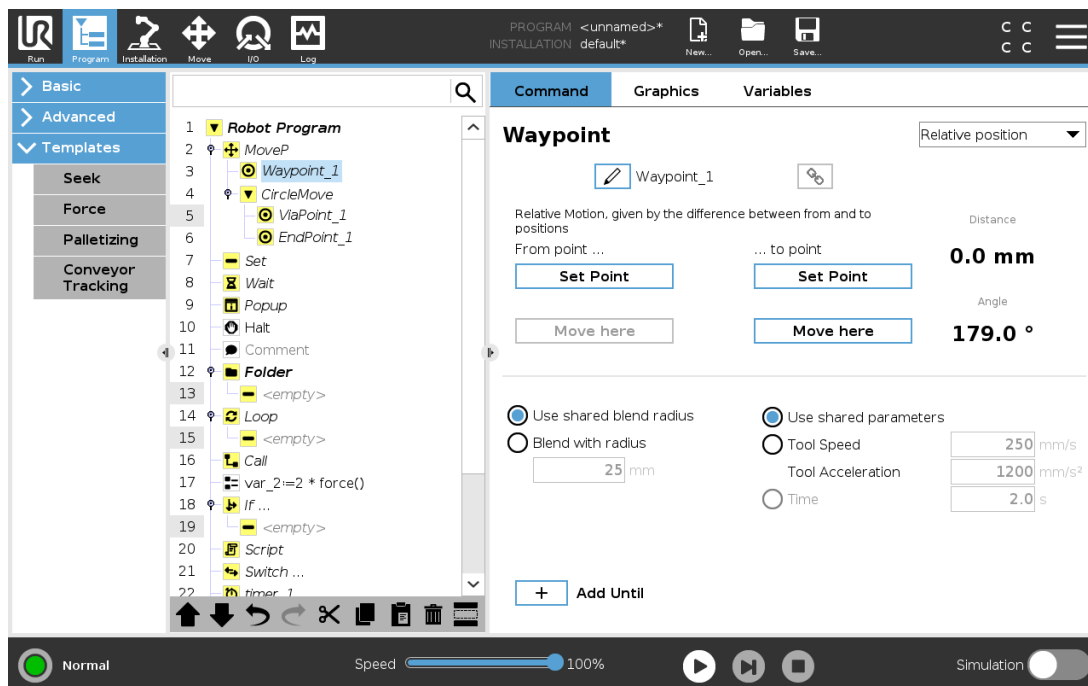 UR
PROGRAM <unnamed>*
INSTALLATION default*
Run Program Installation Move I/O Log New... Open... Save...
C C
C C
Basic
Advanced
Templates
Seek
Force
Palletizing
Conveyor
Tracking
1 Robot Program
2 MoveP
3 Waypoint_1
4 CircleMove
5 ViaPoint_1
6 EndPoint_1
7 Set
8 Wait
9 Popup
10 Halt
11 Comment
12 Folder
13 <empty>
14 Loop
15 <empty>
16 Call
17 var_2:=2 * force()
18 If ...
19 <empty>
20 Script
21 Switch ...
22 timer_1
Command Graphics Variables
Waypoint
Relative position
Waypoint_1
Relative Motion, given by the difference between from and to
positions
From point ... ... to point
Set Point Set Point
Move here Move here
Distance
0.0 mm
Angle
179.0 °
Use shared blend radius
Blend with radius
25 mm
Use shared parameters
Tool Speed 250 mm/s
Tool Acceleration 1200 mm/s²
Time 2.0 s
+ Add Until
Normal
Speed 100%
Simulation